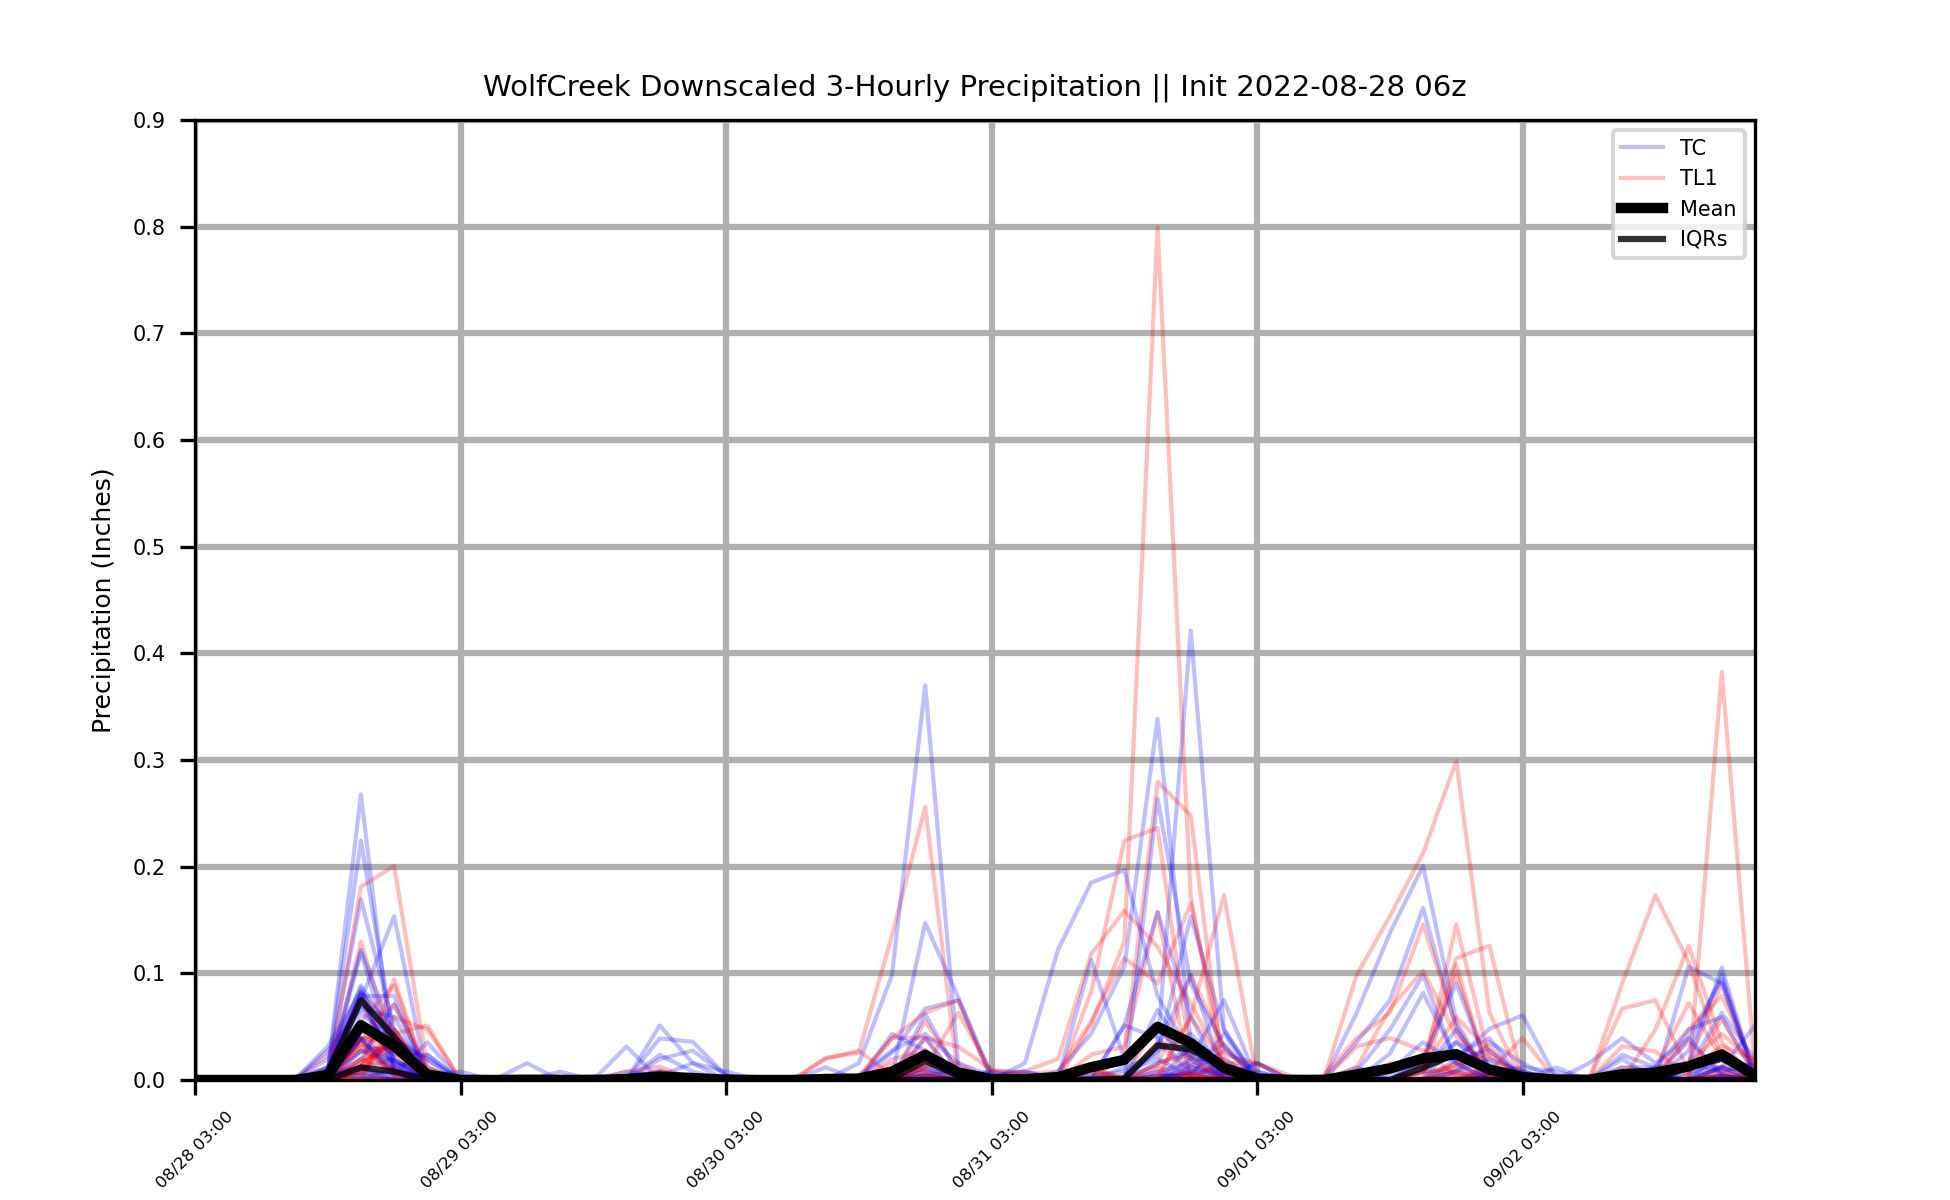 WolfCreek Downscaled 3-Hourly Precipitation || Init 2022-08-28 06z
0.9
0.8
0.7
0.6
0.5
0.4
0.3
0.2
0.1
0.0
Precipitation (Inches)
TC
TL1
Mean
IQRs
08/28 03:00
08/29 03:00
08/30 03:00
08/31 03:00
09/01 03:00
09/02 03:00